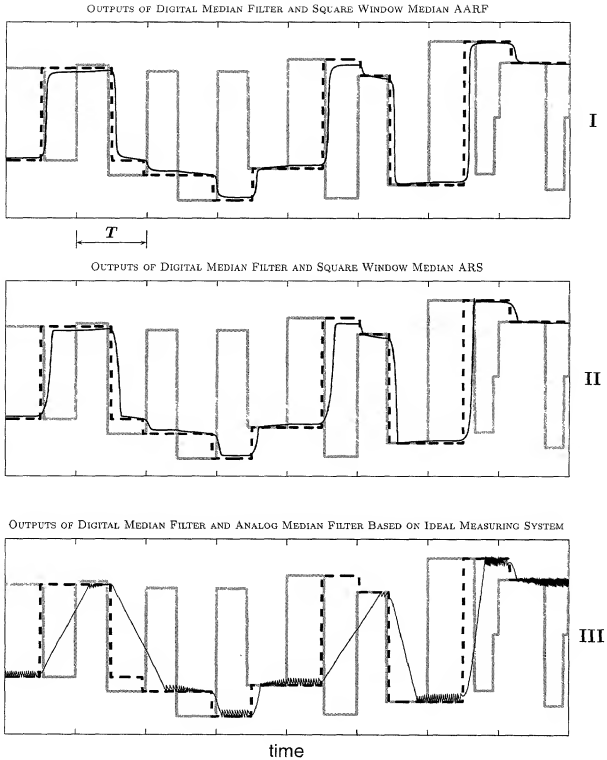 Outputs of Digital Median Filter and Square Window Median AARF
I
T
Outputs of Digital Median Filter and Square Window Median ARS
II
Outputs of Digital Median Filter and Analog Median Filter Based on Ideal Measuring System
III
time